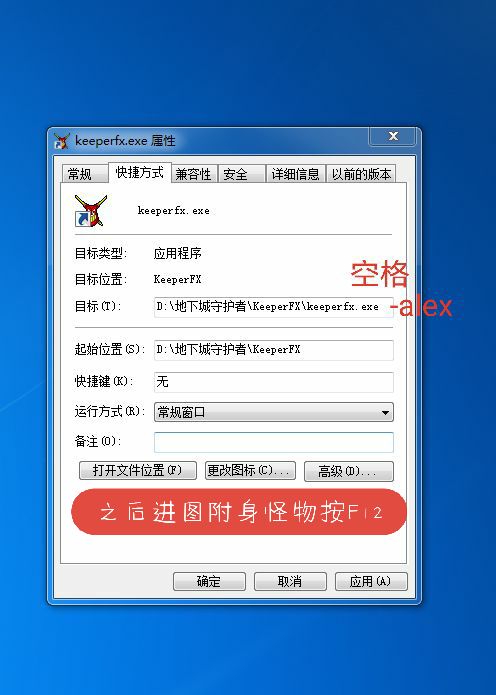 keeperfx.exe 属性
常规 快捷方式 兼容性 安全 详细信息 以前的版本
keeperfx.exe
目标类型: 应用程序
目标位置: KeeperFX
空格
目标(T): D:\地下城守护者\KeeperFX\keeperfx.exe -alex
起始位置(S): D:\地下城守护者\KeeperFX
快捷键(K): 无
运行方式(R): 常规窗口
备注(O):
打开文件位置(F) 更改图标(C)... 高级(D)...
之后进图附身怪物按F12
确定 取消 应用(A)